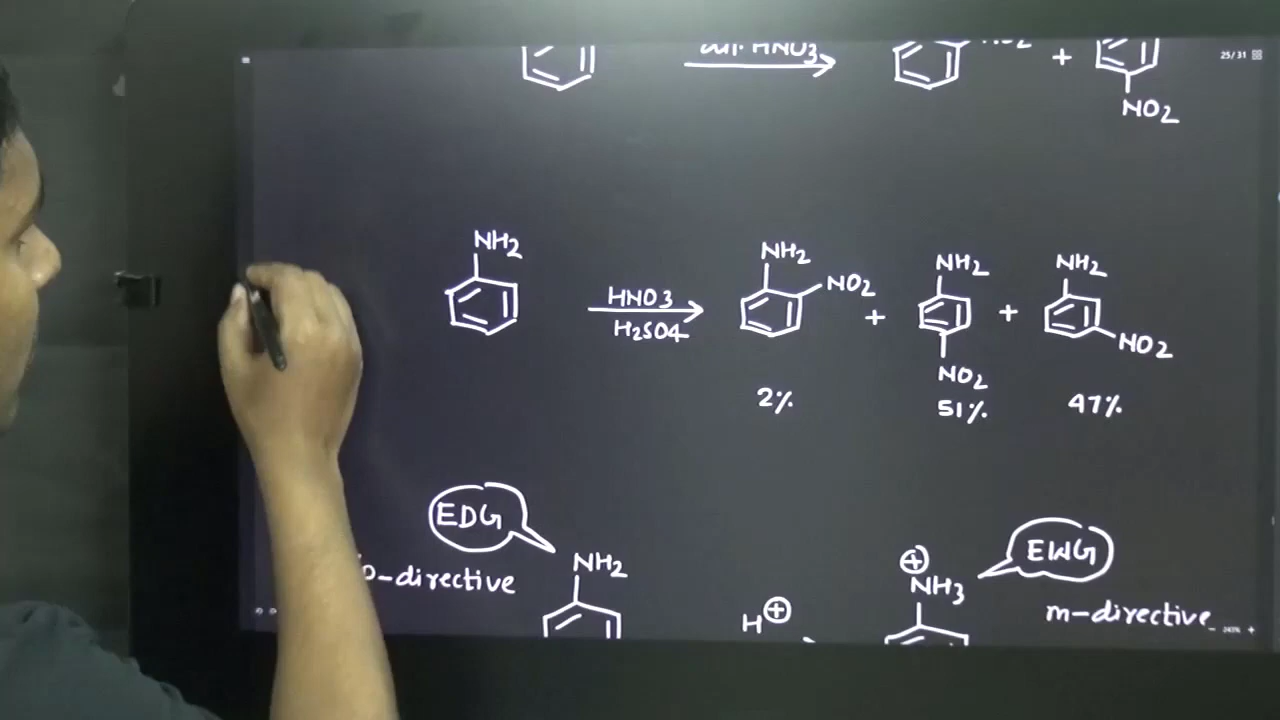 HNO3
NO2
+
25/31
NO2
NH2
HNO3
H2SO4
NH2
NO2
+
NH2
NO2
+
NH2
NO2
2%
51%
47%
EDG
NH2
-directive
H⊕
⊕
NH3
EWG
m-directive